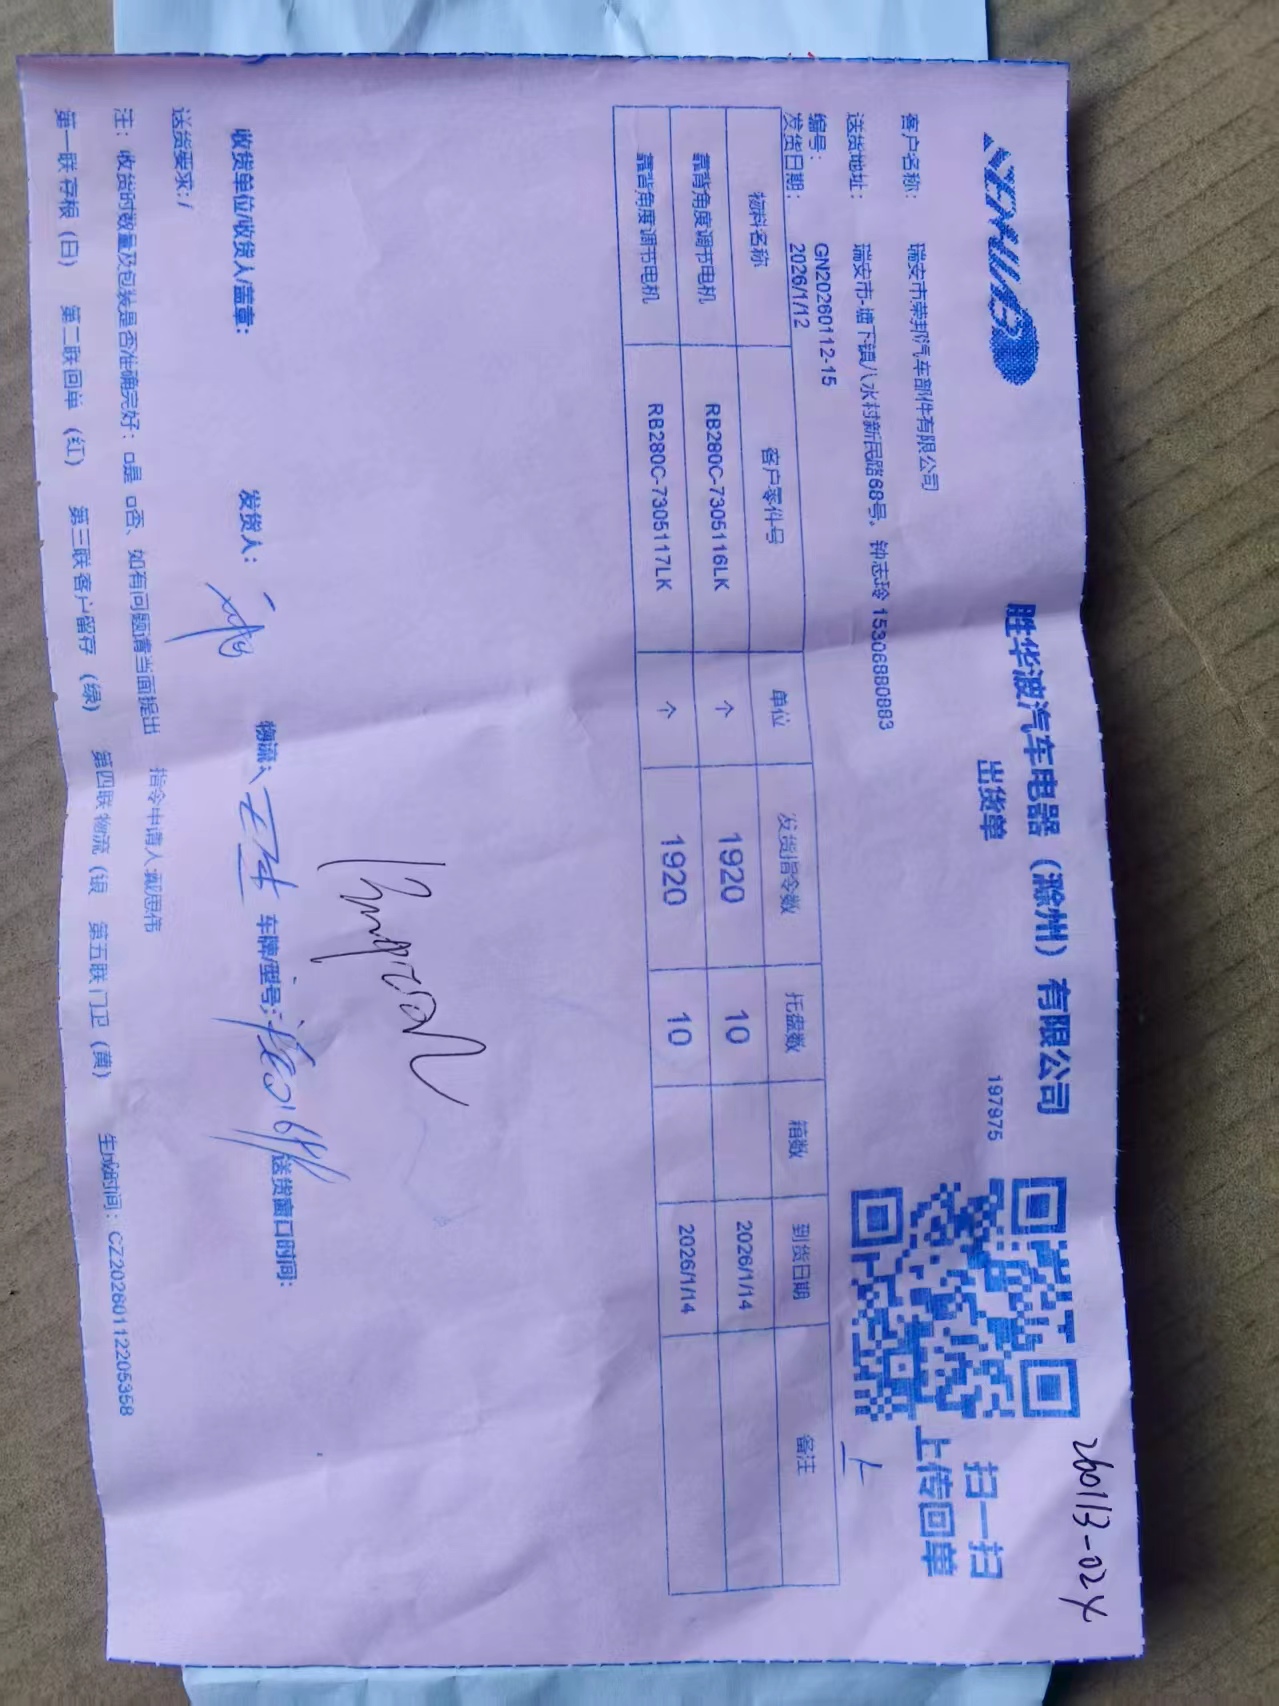 SHB
胜华波汽车电器（滁州）有限公司
出货单
197975
260113-02X
扫一扫
上传回单
客户名称： 瑞安市荣邦汽车部件有限公司
送货地址： 瑞安市-塘下镇八水村新民路68号，钟志玲 15306880883
编号： GN20260112-15
发货日期： 2026/1/12
物料名称 客户零件号 单位 发货指令数 托盘数 箱数 到货日期 备注
靠背角度调节电机 RB280C-7305116LK 个 1920 10 2026/1/14
靠背角度调节电机 RB280C-7305117LK 个 1920 10 2026/1/14
收货单位/收货人/盖章： 发货人： 物流： 车牌/型号： 送货窗口时间：
送货要求：/
注： 收货时数量及包装是否准确完好：□是 □否、如有问题请当面提出 指令申请人:戴思伟
第一联存根（白） 第二联回单（红） 第三联客户留存（绿） 第四联物流（银 第五联门卫（黄） 生成时间：CZ20260112205358